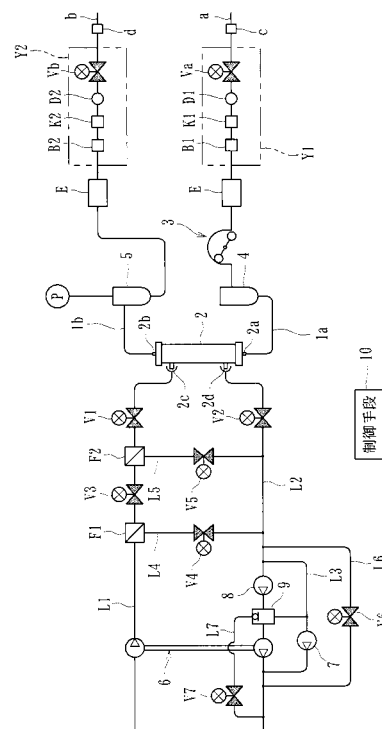 b
d
Y2
Vb
D2
K2
B2
E
a
c
Va
D1
K1
B1
Y1
E
3
P
5
4
1b
2b
2
2a
1a
2c
2d
V1
V2
F2
L5
V5
L2
V3
F1
L4
V4
L1
6
L7
8
9
L3
L6
7
V7
V6
10
制御手段